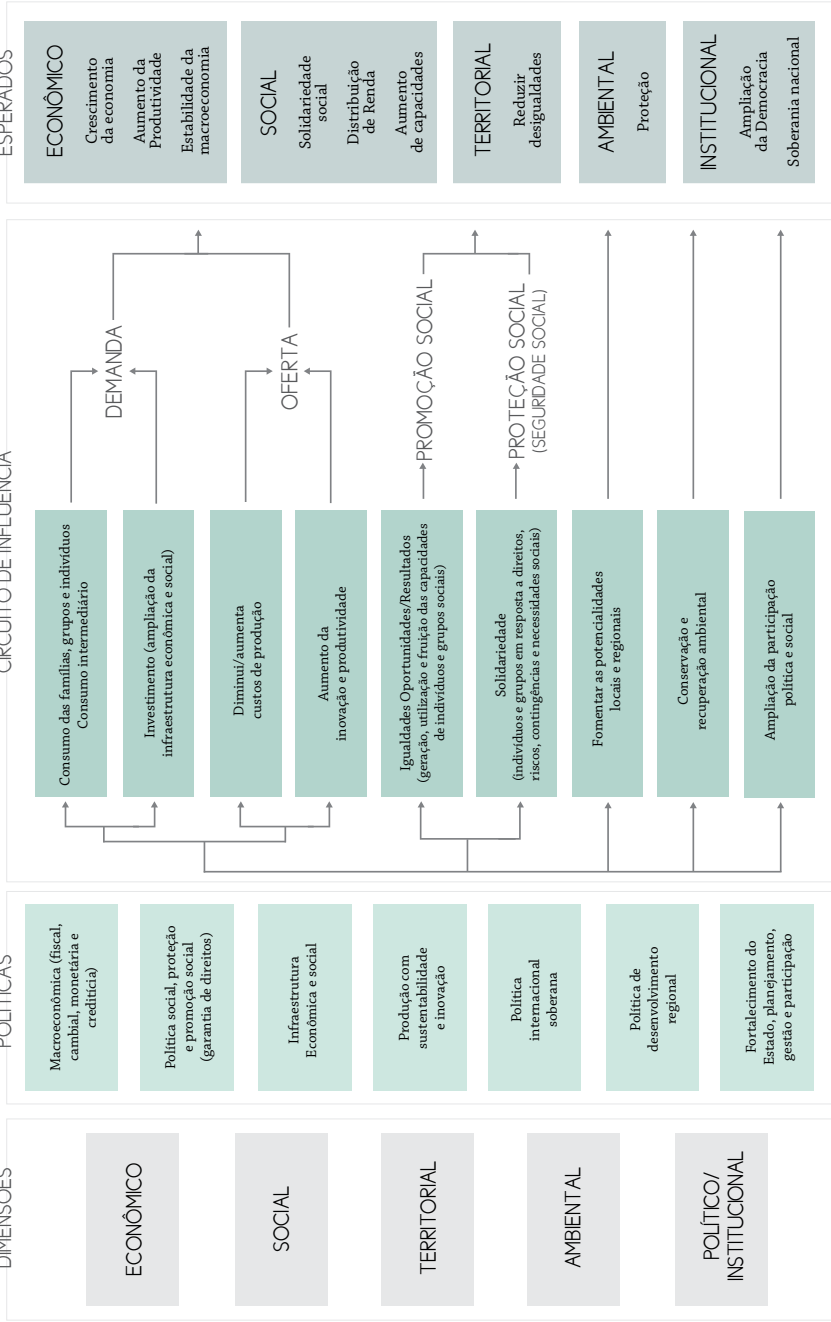 DIMENSÕES
ECONÔMICO
SOCIAL
TERRITORIAL
AMBIENTAL
POLÍTICO/
INSTITUCIONAL
POLÍTICAS
Macroeconômica (fiscal,
cambial, monetária e
creditícia)
Política social, proteção
e promoção social
(garantia de direitos)
Infraestrutura
Econômica e social
Produção com
sustentabilidade
e inovação
Política
internacional
soberana
Política de
desenvolvimento
regional
Fortalecimento do
Estado, planejamento,
gestão e participação
CIRCUITO DE INFLUÊNCIA
Consumo das famílias, grupos e indivíduos
Consumo intermediário
Investimento (ampliação da
infraestrutura econômica e social)
Diminui/aumenta
custos de produção
Aumento da
inovação e produtividade
Igualdades Oportunidades/Resultados
(geração, utilização e fruição das capacidades
de indivíduos e grupos sociais)
Solidariedade
(indivíduos e grupos em resposta a direitos,
riscos, contingências e necessidades sociais)
Fomentar as potencialidades
locais e regionais
Conservação e
recuperação ambiental
Ampliação da participação
política e social
DEMANDA
OFERTA
PROMOÇÃO SOCIAL
PROTEÇÃO SOCIAL
(SEGURIDADE SOCIAL)
ESPERADOS
ECONÔMICO
Crescimento
da economia
Aumento da
Produtividade
Estabilidade da
macroeconomia
SOCIAL
Solidariedade
social
Distribuição
de Renda
Aumento
de capacidades
TERRITORIAL
Reduzir
desigualdades
AMBIENTAL
Proteção
INSTITUCIONAL
Ampliação
da Democracia
Soberania nacional